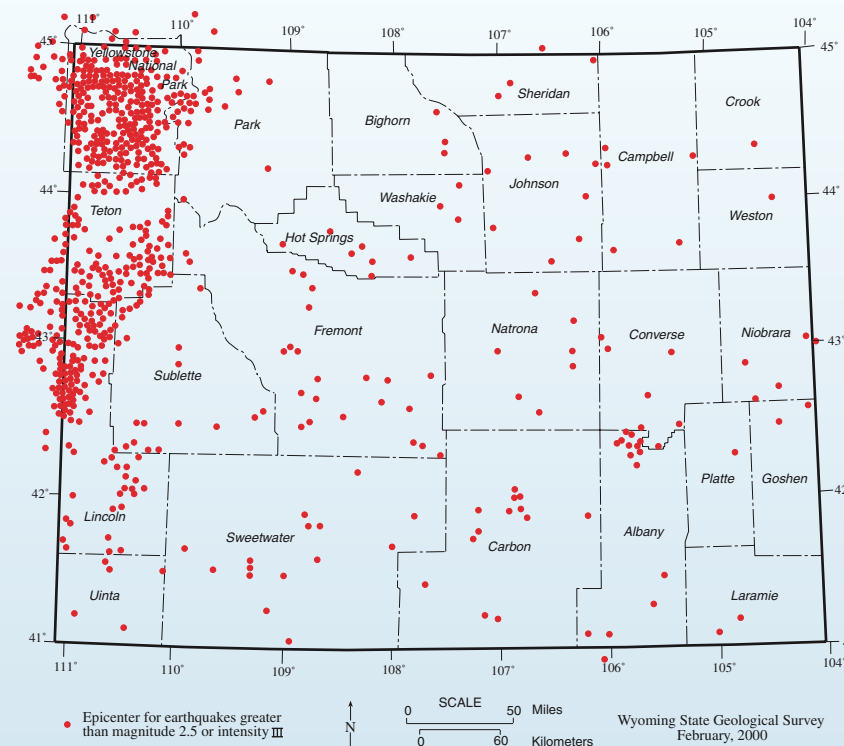 111˚
110˚
109˚
108˚
107˚
106˚
105˚
104˚
45˚
45˚
Yellowstone
National
Park
Park
Bighorn
Sheridan
Crook
Campbell
Johnson
Washakie
44˚
44˚
Teton
Weston
Hot Springs
Fremont
Natrona
Converse
Niobrara
43˚
43˚
Sublette
Platte
Goshen
42˚
42˚
Lincoln
Sweetwater
Carbon
Albany
Uinta
Laramie
41˚
41˚
111˚
110˚
109˚
108˚
107˚
106˚
105˚
104˚
Epicenter for earthquakes greater
than magnitude 2.5 or intensity III
N
SCALE
0 50 Miles
0 60 Kilometers
Wyoming State Geological Survey
February, 2000